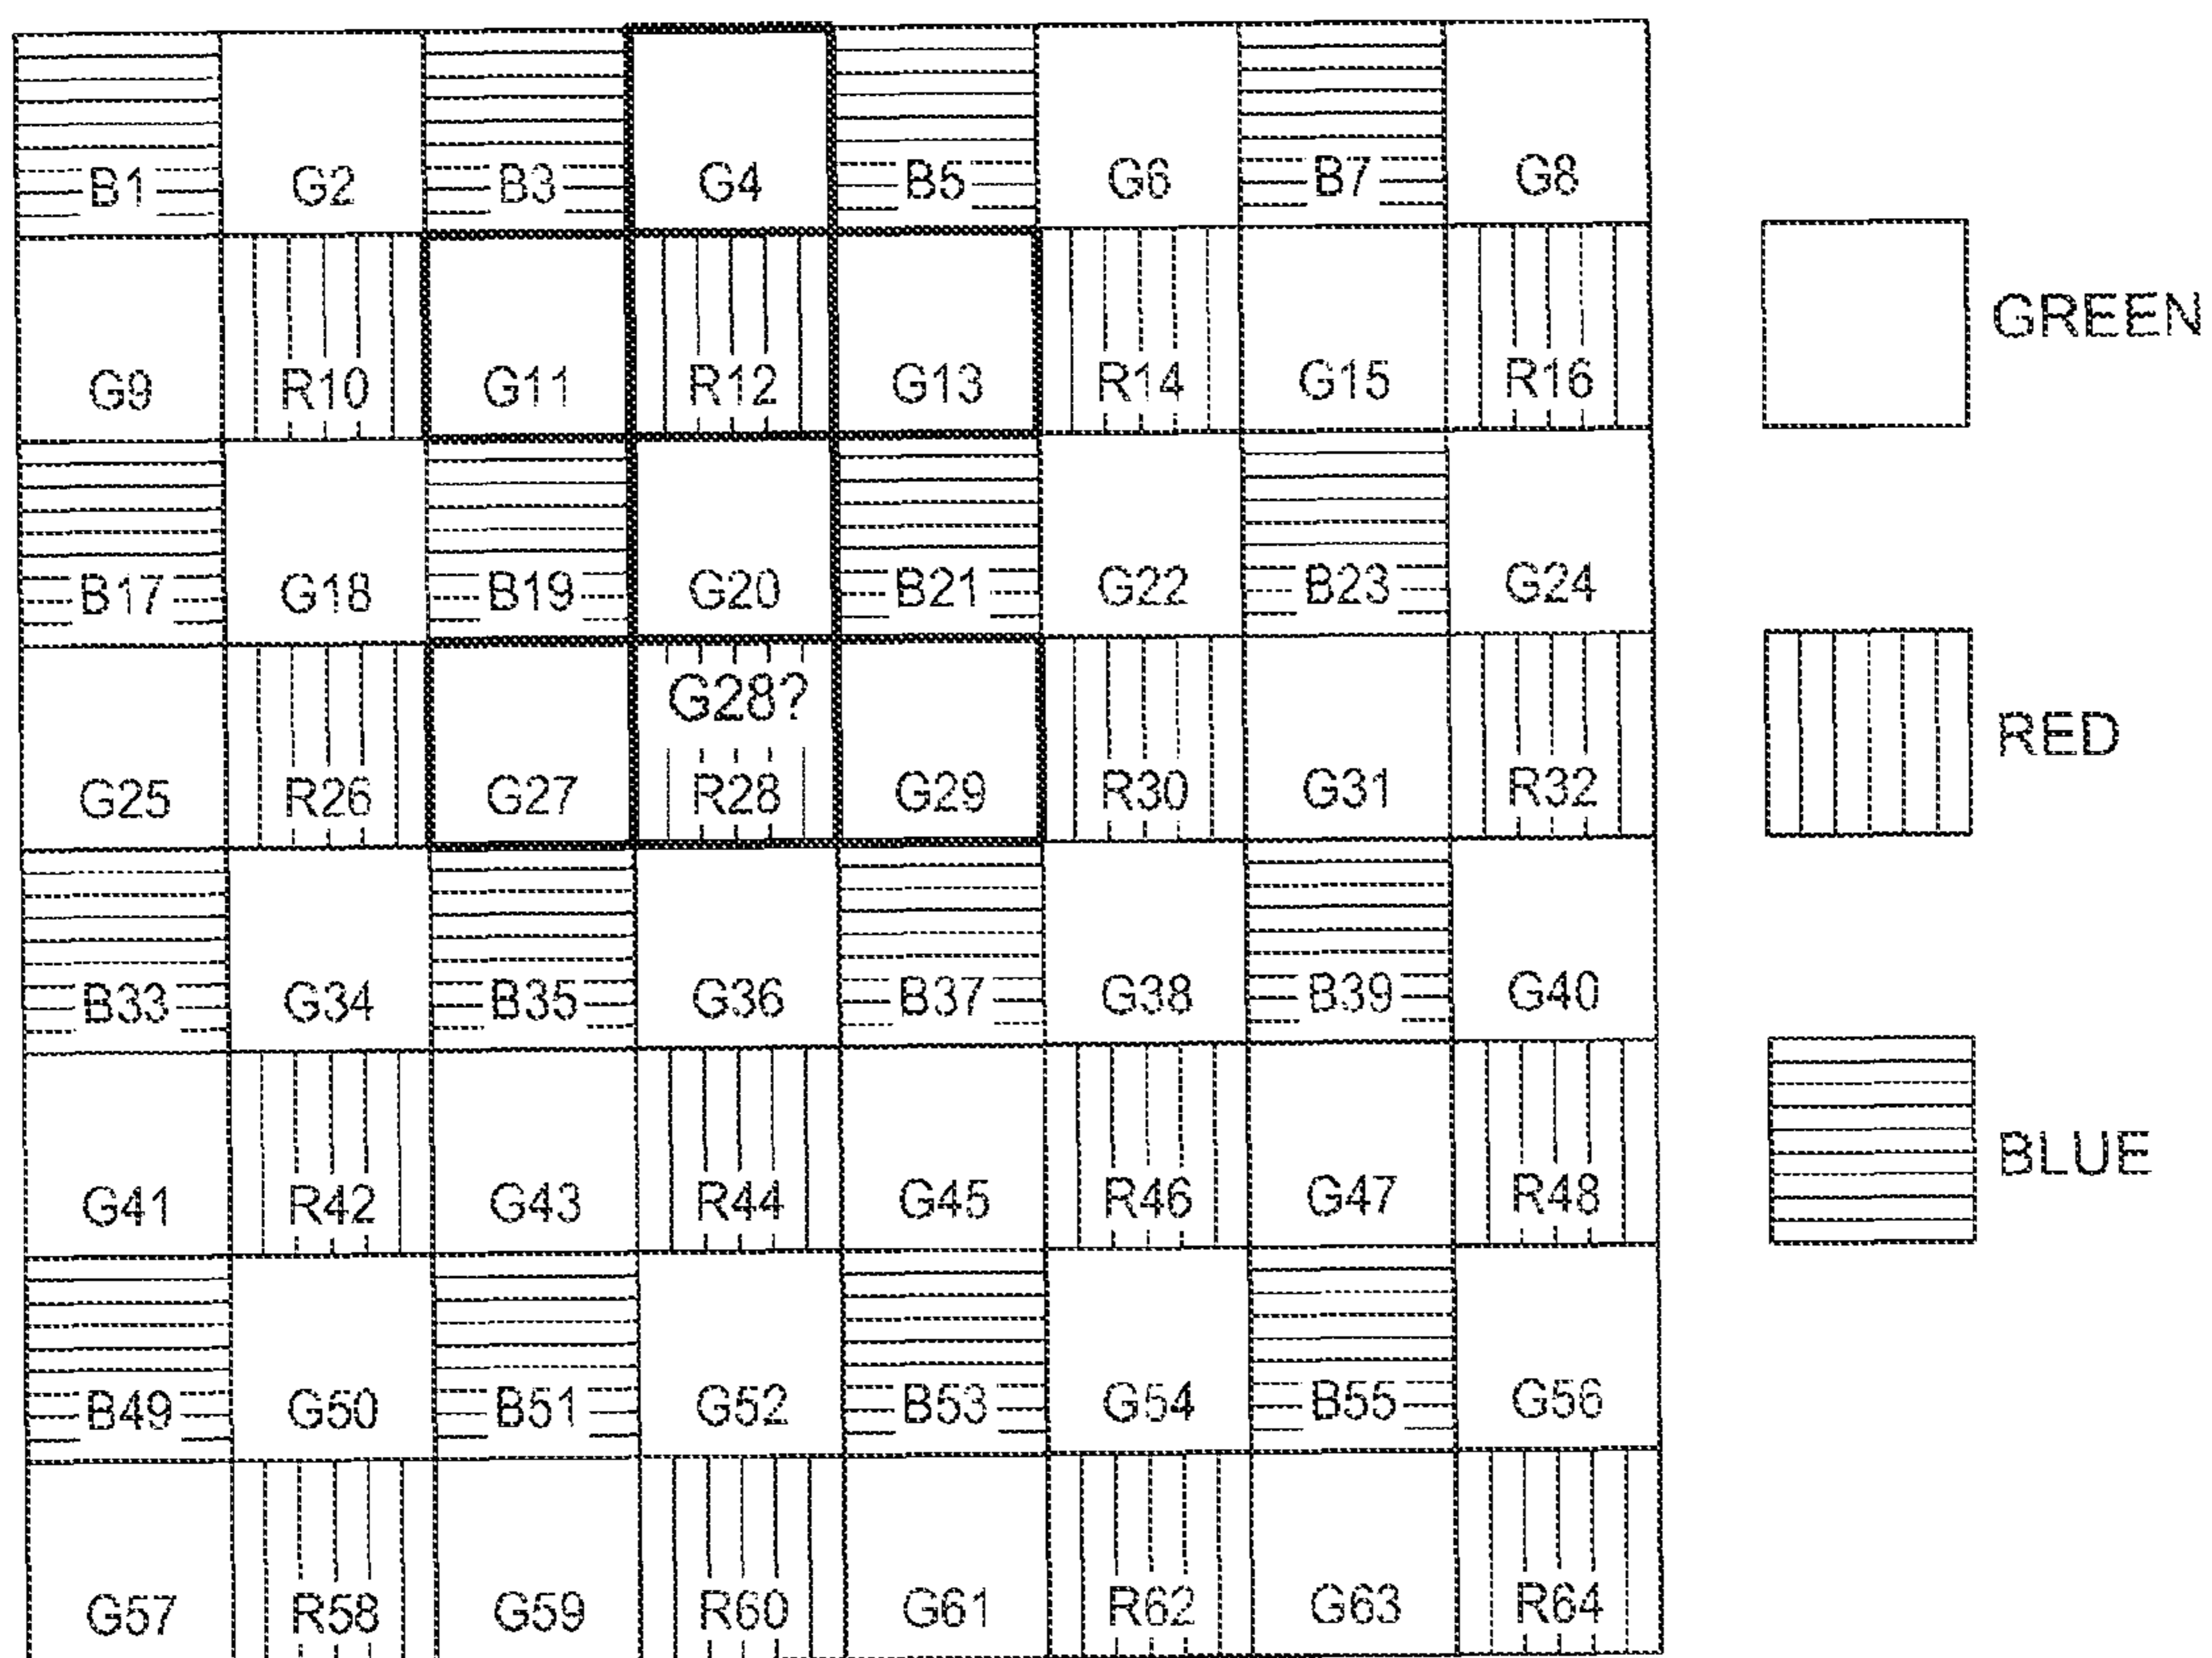 B1 G2 B3 G4 B5 G6 B7 G8
G9 R10 G11 R12 G13 R14 G15 R16
GREEN
B17 G18 B19 G20 B21 G22 B23 G24
G28?
G25 R26 G27 R28 G29 R30 G31 R32
RED
B33 G34 B35 G36 B37 G38 B39 G40
G41 R42 G43 R44 G45 R46 G47 R48
BLUE
B49 G50 B51 G52 B53 G54 B55 G56
G57 R58 G59 R60 G61 R62 G63 R64